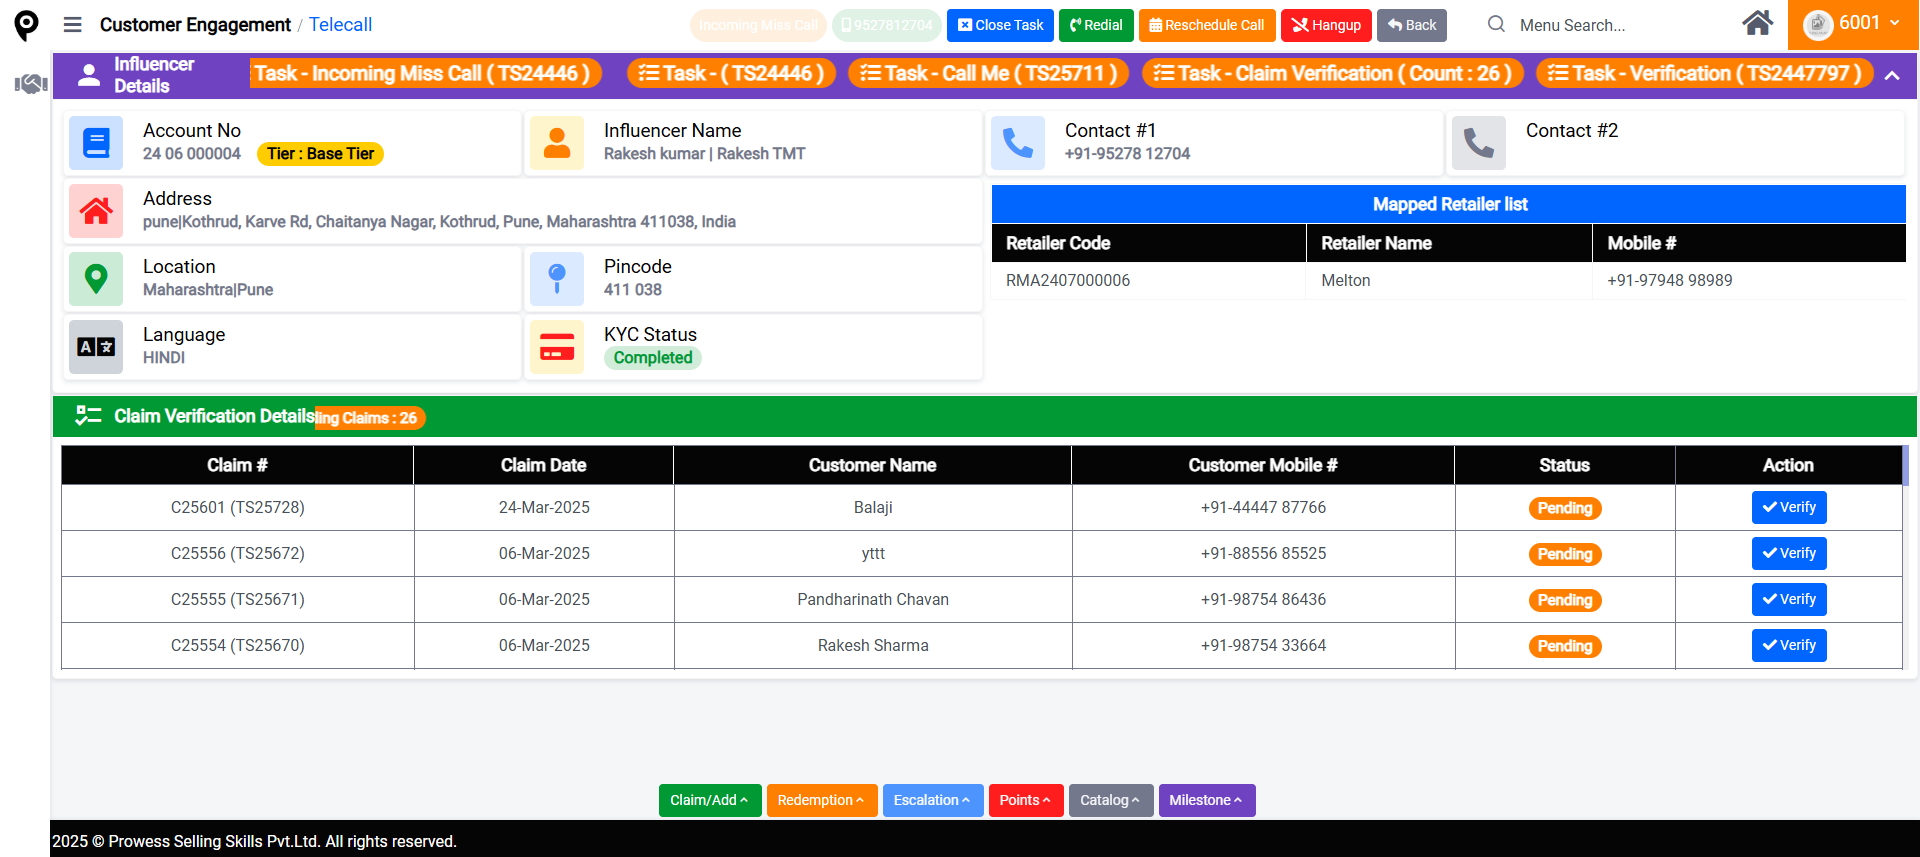 Customer Engagement / Telecall
Incoming Miss Call 9527812704 Close Task Redial Reschedule Call Hangup Back Menu Search... 6001
Influencer Details
Task - Incoming Miss Call ( TS24446 ) Task - ( TS24446 ) Task - Call Me ( TS25711 ) Task - Claim Verification ( Count : 26 ) Task - Verification ( TS2447797 )
Account No
24 06 000004 Tier : Base Tier
Influencer Name
Rakesh kumar | Rakesh TMT
Contact #1
+91-95278 12704
Contact #2
Address
pune|Kothrud, Karve Rd, Chaitanya Nagar, Kothrud, Pune, Maharashtra 411038, India
Location
Maharashtra|Pune
Pincode
411 038
Language
HINDI
KYC Status
Completed
Mapped Retailer list
Retailer Code Retailer Name Mobile #
RMA2407000006 Melton +91-97948 98989
Claim Verification Details ling Claims : 26
Claim # Claim Date Customer Name Customer Mobile # Status Action
C25601 (TS25728) 24-Mar-2025 Balaji +91-44447 87766 Pending Verify
C25556 (TS25672) 06-Mar-2025 yttt +91-88556 85525 Pending Verify
C25555 (TS25671) 06-Mar-2025 Pandharinath Chavan +91-98754 86436 Pending Verify
C25554 (TS25670) 06-Mar-2025 Rakesh Sharma +91-98754 33664 Pending Verify
Claim/Add Redemption Escalation Points Catalog Milestone
2025 © Prowess Selling Skills Pvt.Ltd. All rights reserved.